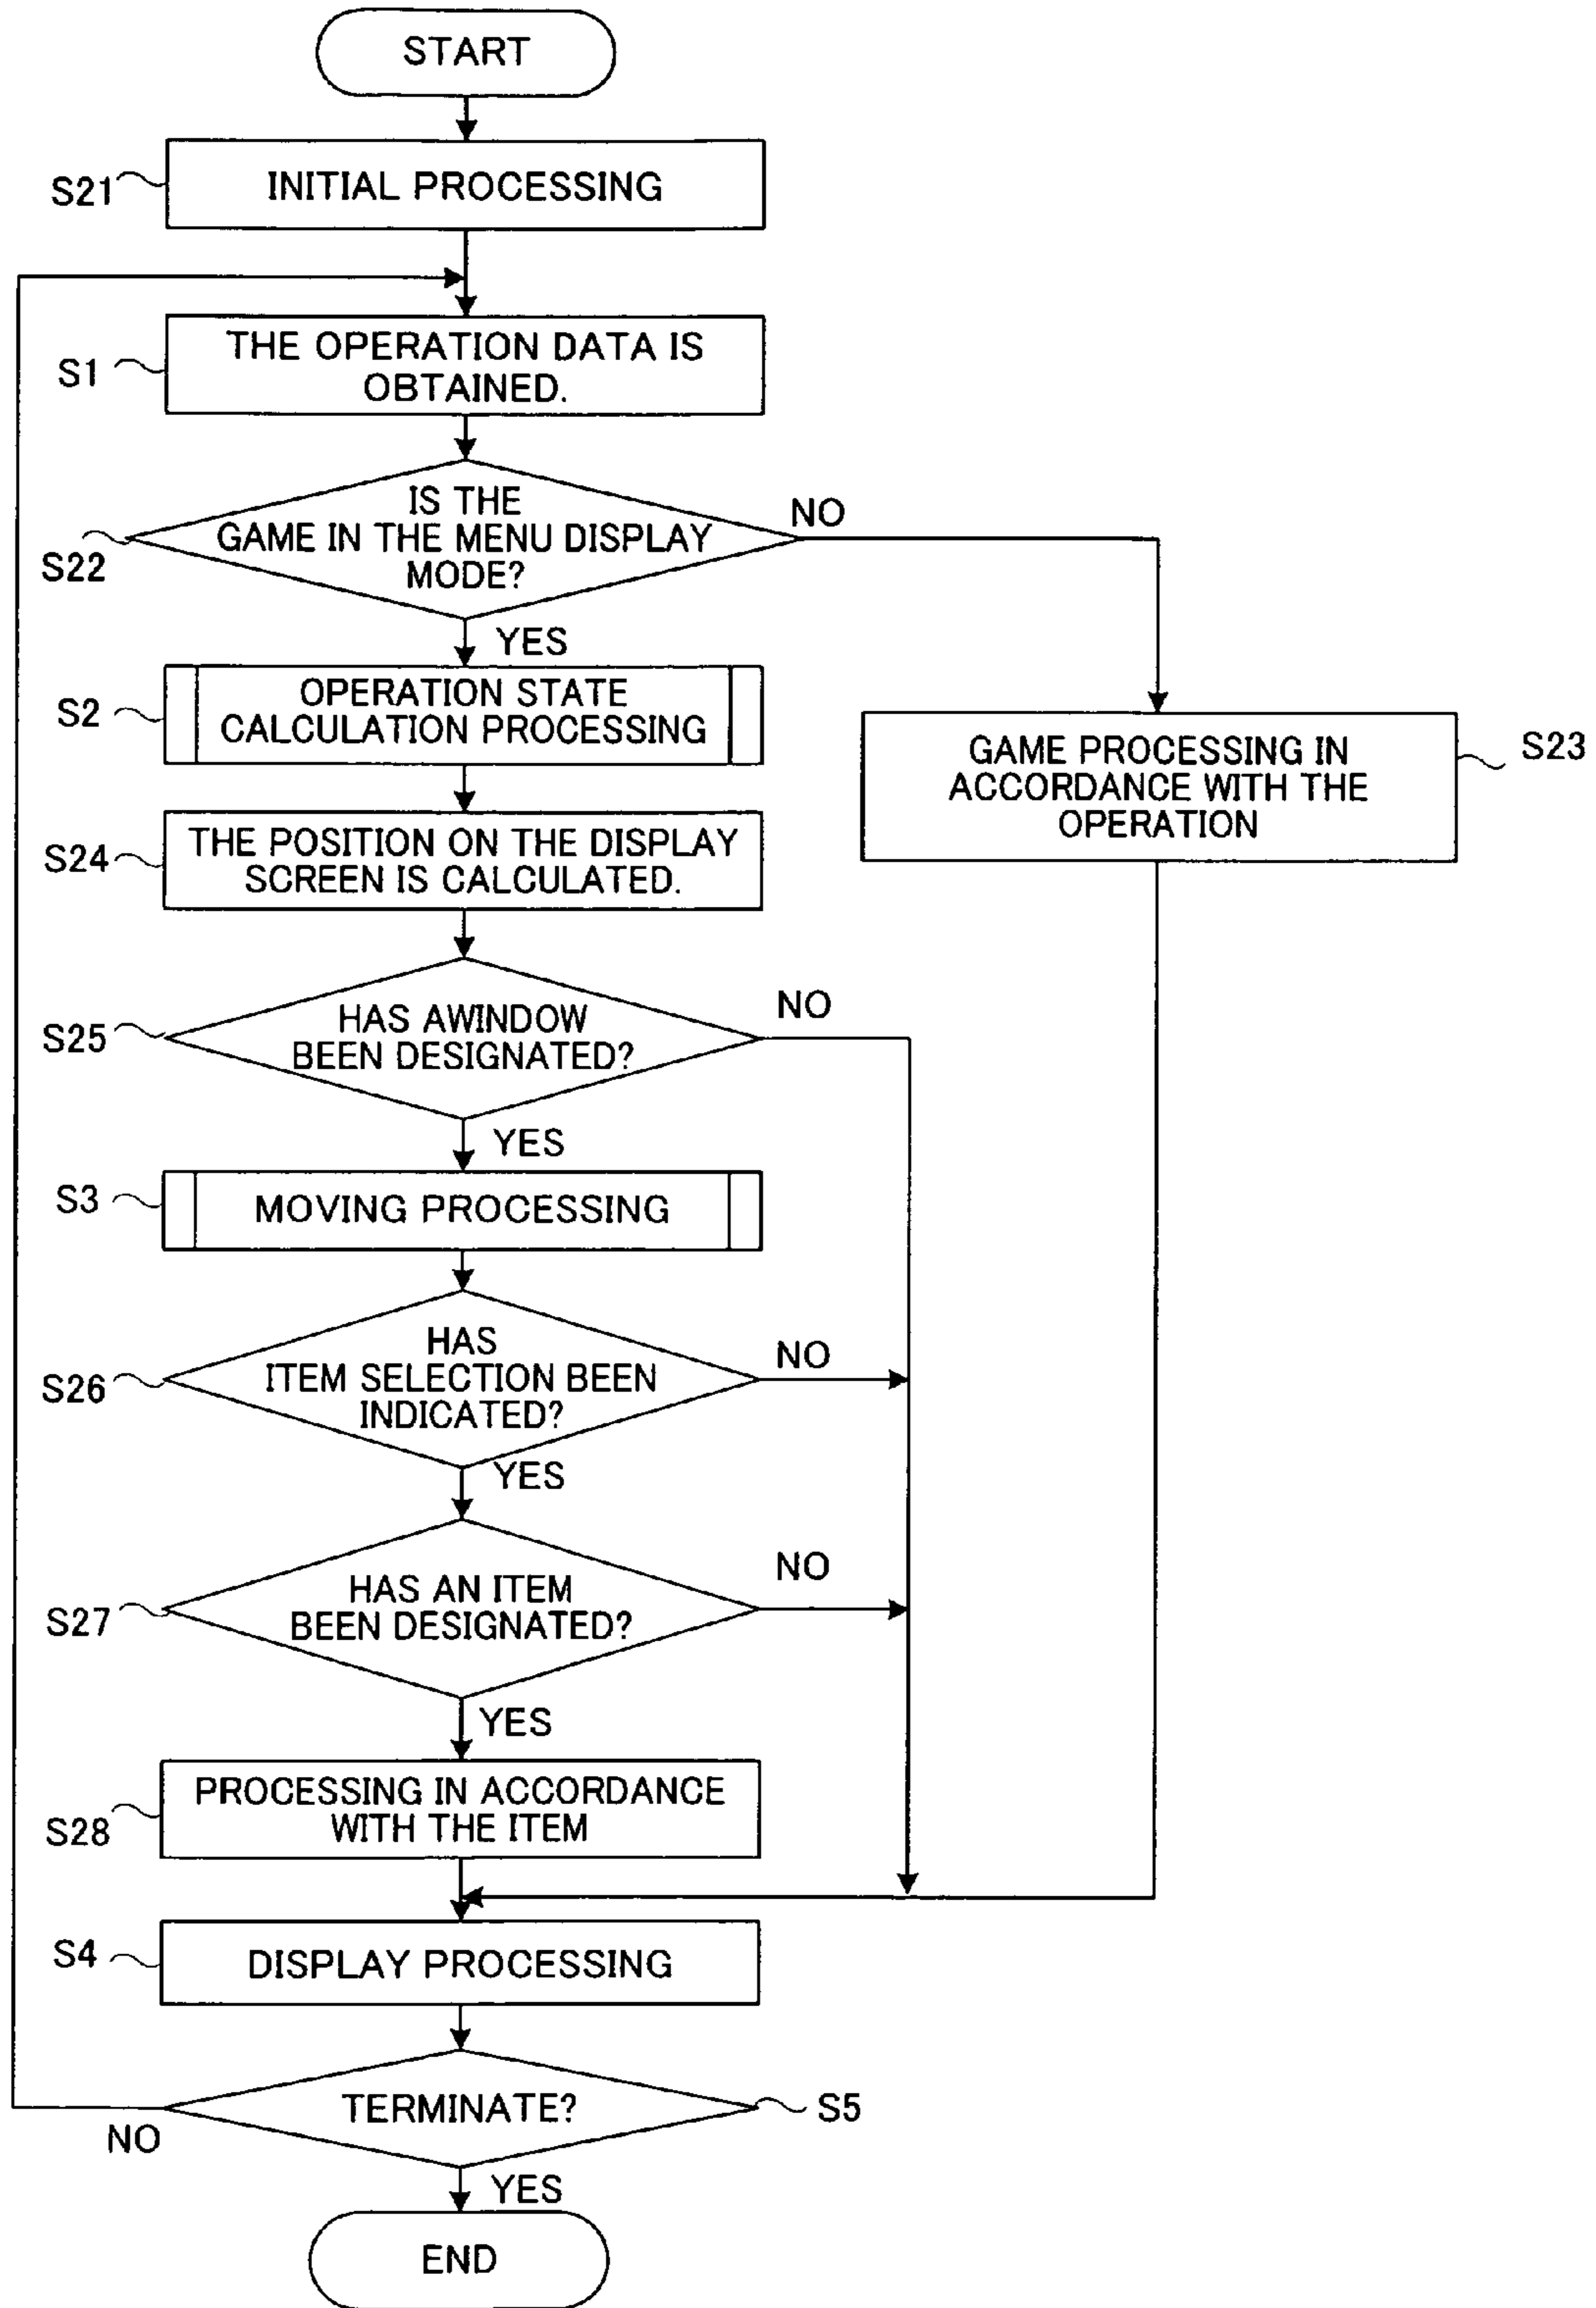 START
S21
INITIAL PROCESSING
S1
THE OPERATION DATA IS
OBTAINED.
S22
IS THE
GAME IN THE MENU DISPLAY
MODE?
NO
YES
S2
OPERATION STATE
CALCULATION PROCESSING
S23
GAME PROCESSING IN
ACCORDANCE WITH THE
OPERATION
S24
THE POSITION ON THE DISPLAY
SCREEN IS CALCULATED.
S25
HAS AWINDOW
BEEN DESIGNATED?
NO
YES
S3
MOVING PROCESSING
S26
HAS
ITEM SELECTION BEEN
INDICATED?
NO
YES
S27
HAS AN ITEM
BEEN DESIGNATED?
NO
YES
S28
PROCESSING IN ACCORDANCE
WITH THE ITEM
S4
DISPLAY PROCESSING
TERMINATE?
S5
NO
YES
END